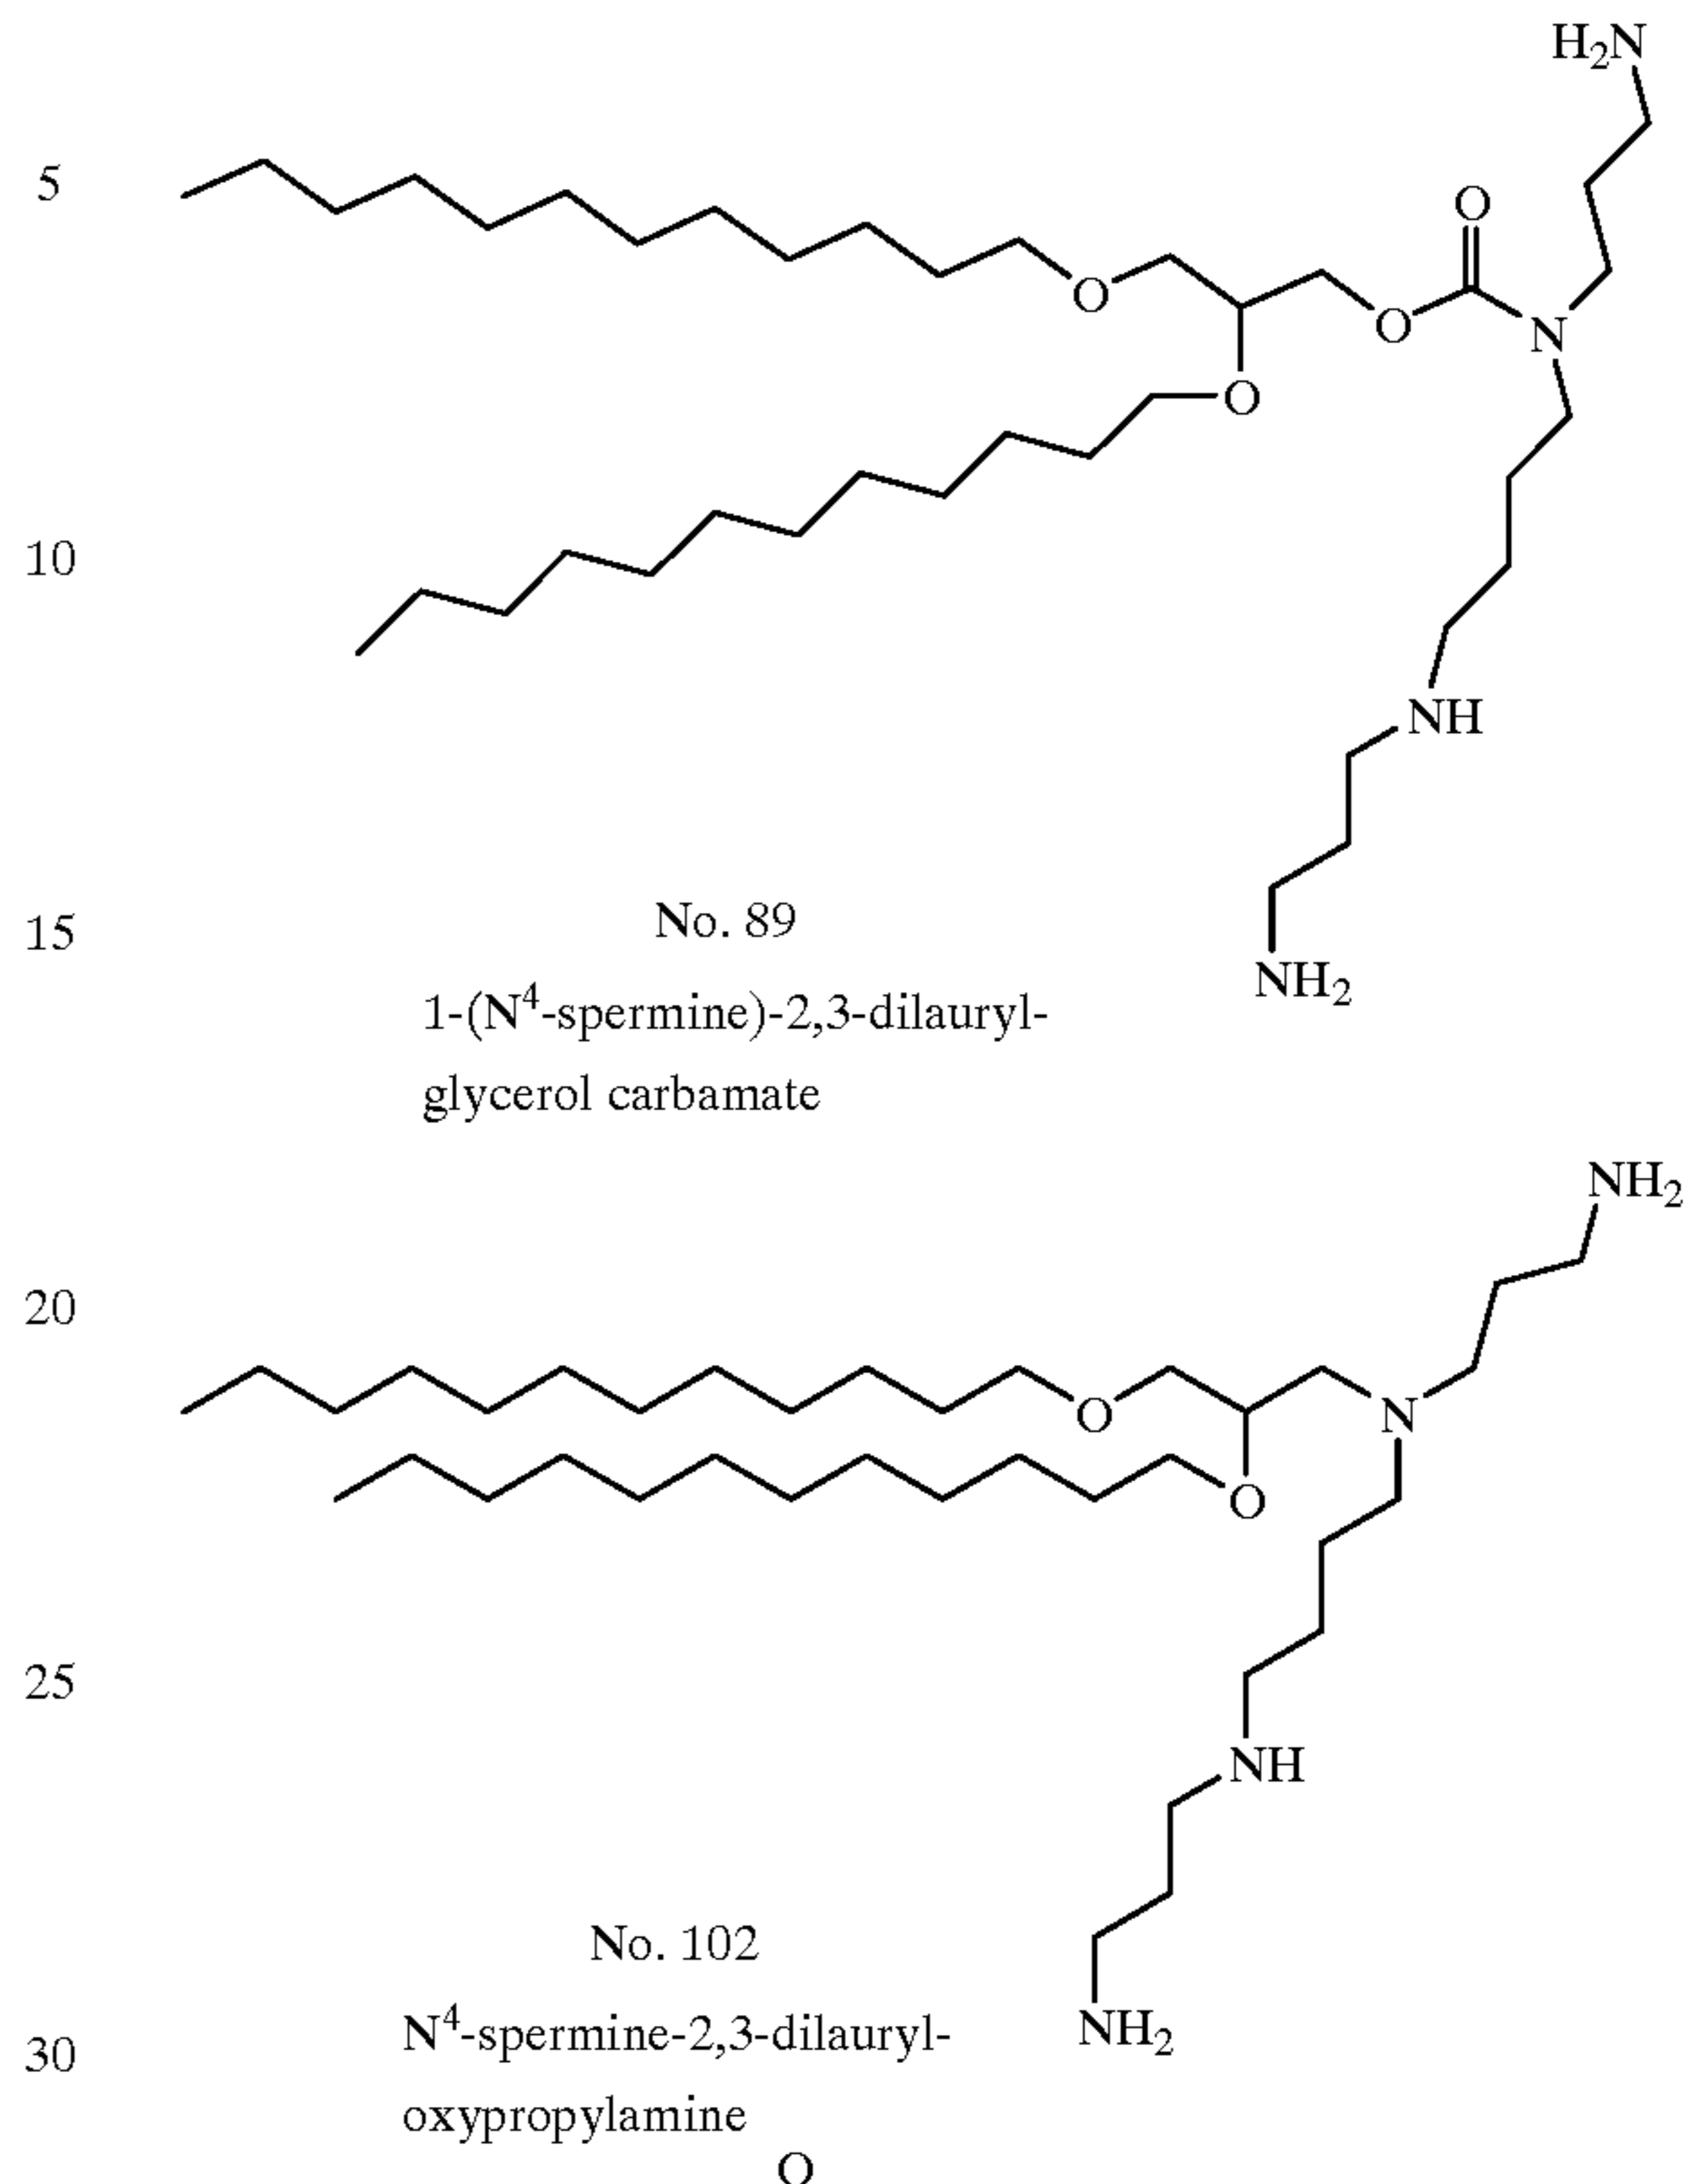 H₂N
5
O
O
O
N
O
10
NH
No. 89
15
NH₂
1-(N⁴-spermine)-2,3-dilauryl-
glycerol carbamate
NH₂
20
O
N
O
25
NH
No. 102
N⁴-spermine-2,3-dilauryl-
NH₂
30
oxypropylamine
O